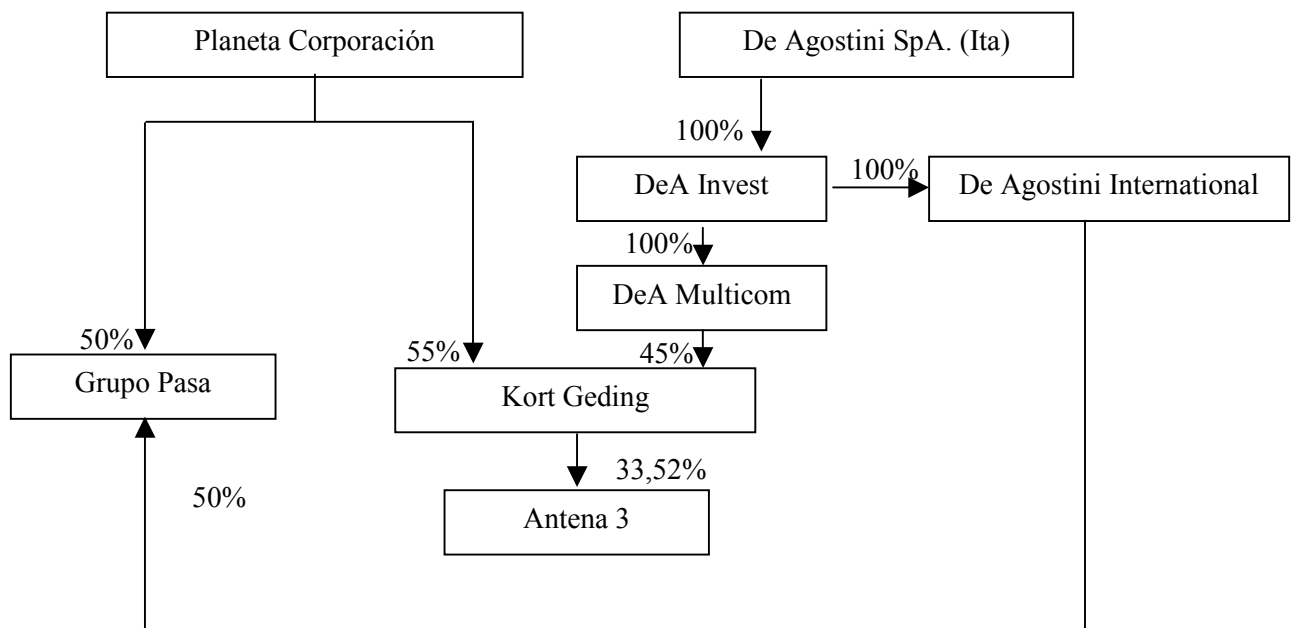 Planeta Corporación
De Agostini SpA. (Ita)
100%
DeA Invest
100%
De Agostini International
100%
DeA Multicom
50%
55%
45%
Grupo Pasa
Kort Geding
33,52%
50%
Antena 3